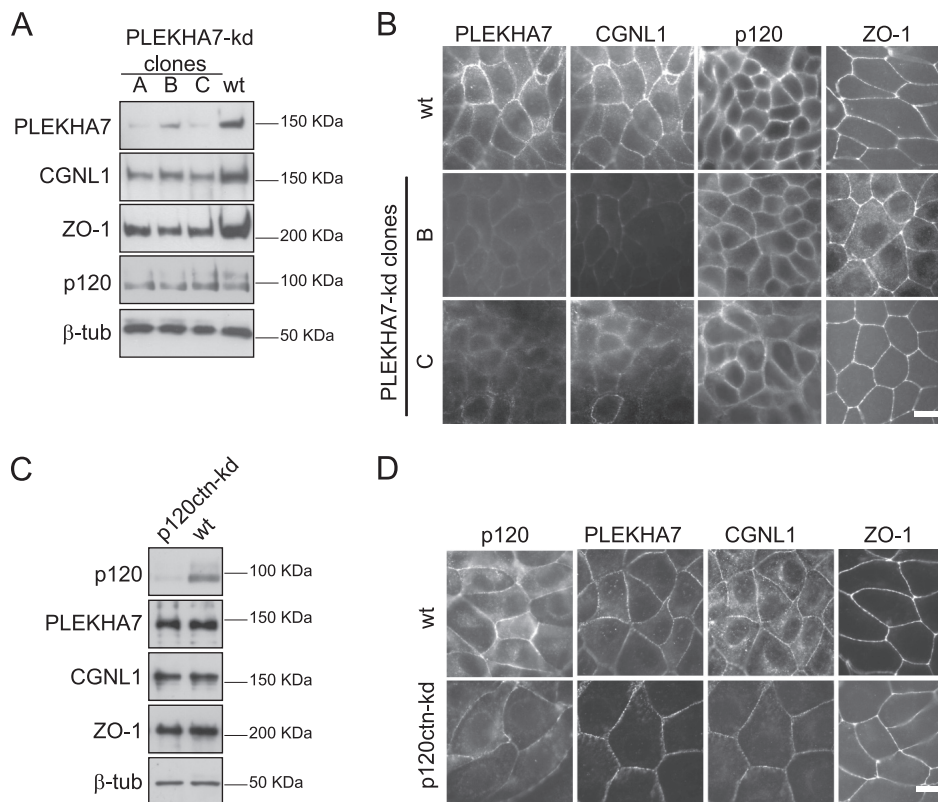 A
PLEKHA7-kd
clones
A B C wt
PLEKHA7
150 KDa
CGNL1
150 KDa
ZO-1
200 KDa
p120
100 KDa
β-tub
50 KDa
B
PLEKHA7 CGNL1 p120 ZO-1
wt
PLEKHA7-kd clones
B
C
C
p120ctn-kd
wt
p120
100 KDa
PLEKHA7
150 KDa
CGNL1
150 KDa
ZO-1
200 KDa
β-tub
50 KDa
D
p120 PLEKHA7 CGNL1 ZO-1
wt
p120ctn-kd